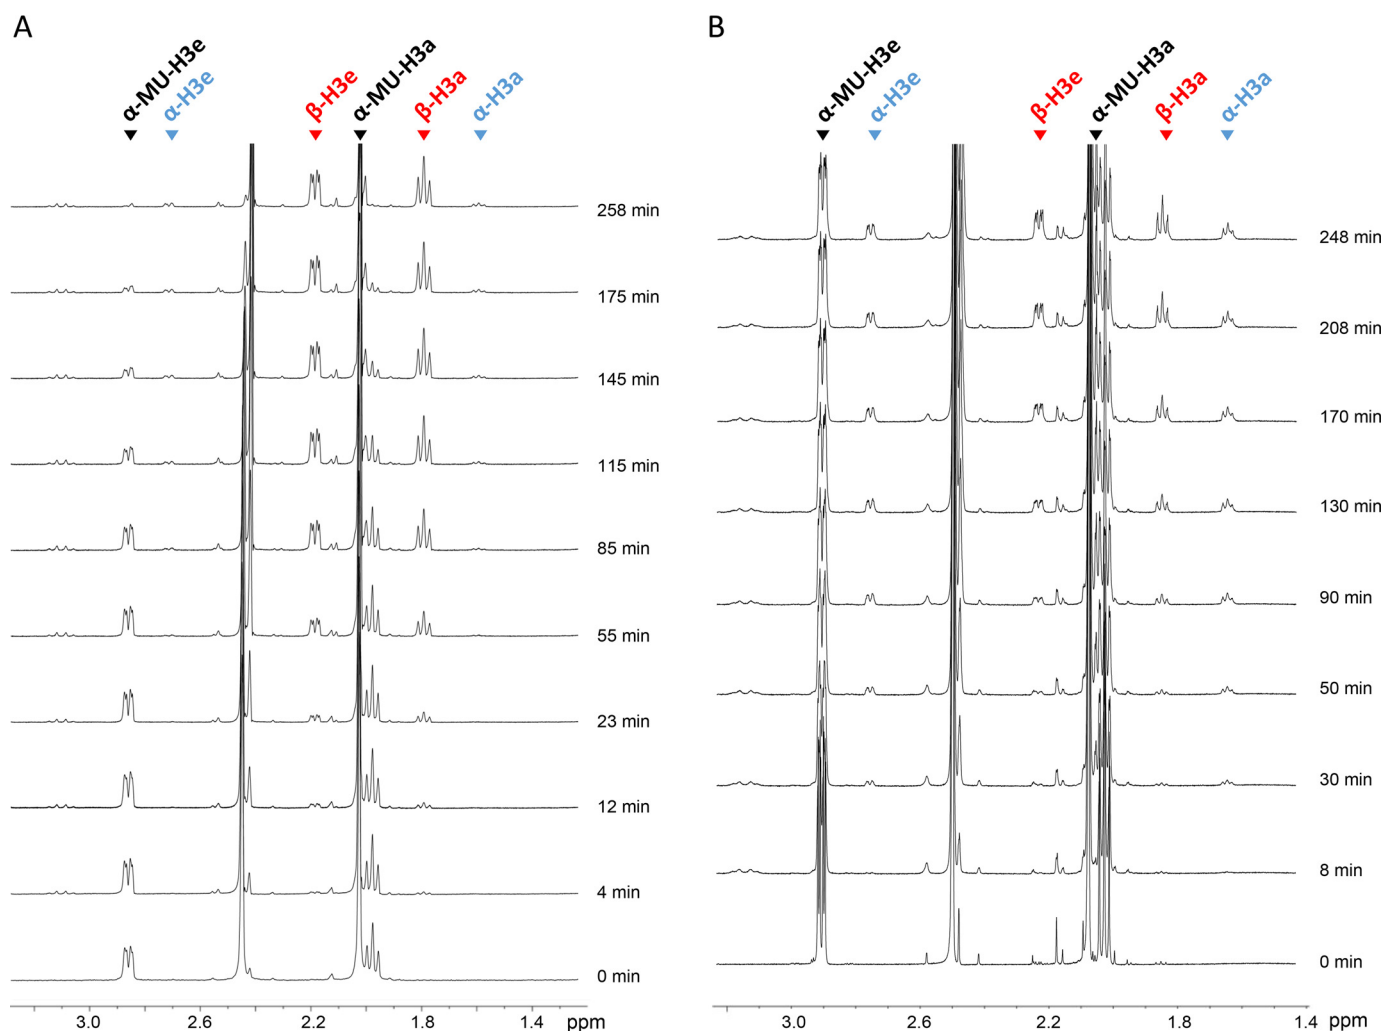 A
α-MU-H3e
α-H3e
β-H3e
α-MU-H3a
β-H3a
α-H3a
258 min
175 min
145 min
115 min
85 min
55 min
23 min
12 min
4 min
0 min
3.0 2.6 2.2 1.8 1.4 ppm
B
α-MU-H3e
α-H3e
β-H3e
α-MU-H3a
β-H3a
α-H3a
248 min
208 min
170 min
130 min
90 min
50 min
30 min
8 min
0 min
3.0 2.6 2.2 1.8 1.4 ppm